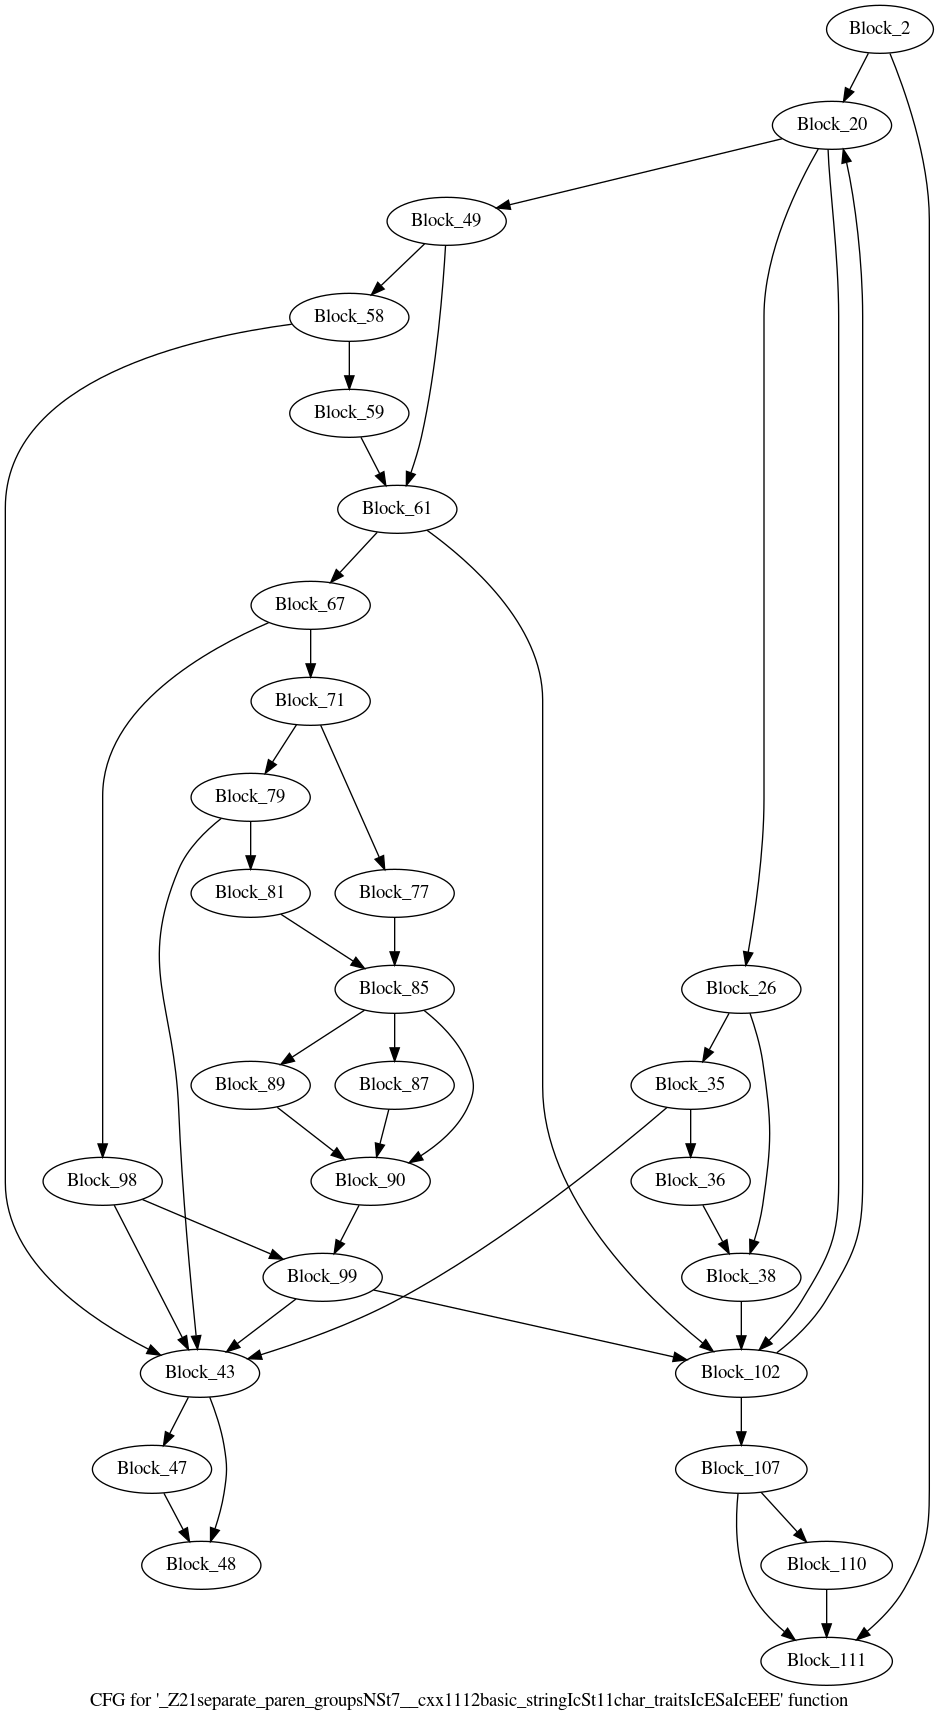 Block_2
Block_20
Block_49
Block_58
Block_59
Block_61
Block_67
Block_71
Block_79
Block_81
Block_77
Block_85
Block_26
Block_89
Block_87
Block_35
Block_98
Block_90
Block_36
Block_99
Block_38
Block_43
Block_102
Block_47
Block_107
Block_48
Block_110
Block_111
CFG for '_Z21separate_paren_groupsNSt7__cxx1112basic_stringIcSt11char_traitsIcESaIcEEE' function